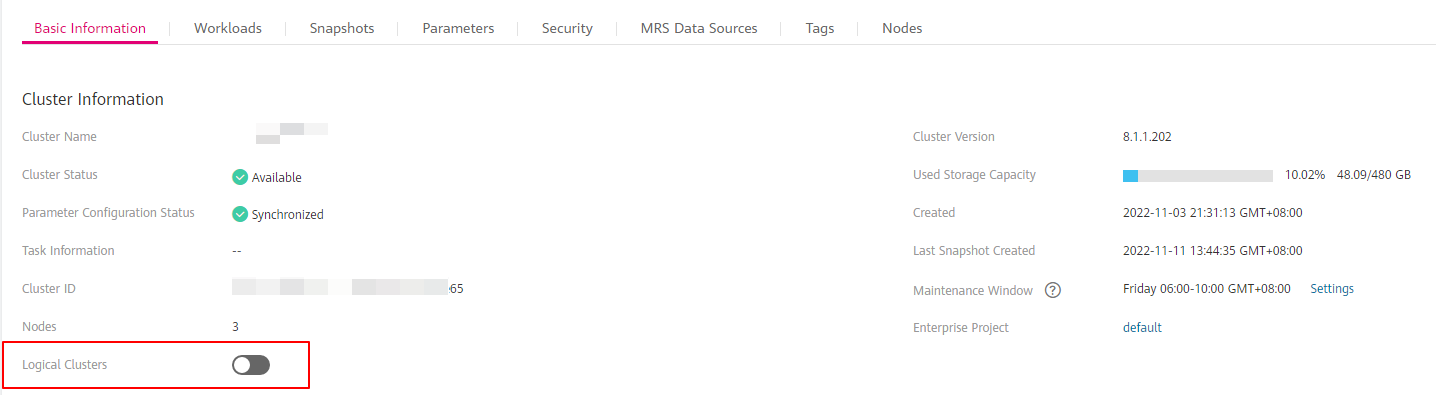 Basic Information Workloads Snapshots Parameters Security MRS Data Sources Tags Nodes
Cluster Information
Cluster Name
Cluster Version 8.1.1.202
Cluster Status Available
Used Storage Capacity 10.02% 48.09/480 GB
Parameter Configuration Status Synchronized
Created 2022-11-03 21:31:13 GMT+08:00
Task Information --
Last Snapshot Created 2022-11-11 13:44:35 GMT+08:00
Cluster ID 65
Maintenance Window ? Friday 06:00-10:00 GMT+08:00 Settings
Nodes 3
Enterprise Project default
Logical Clusters